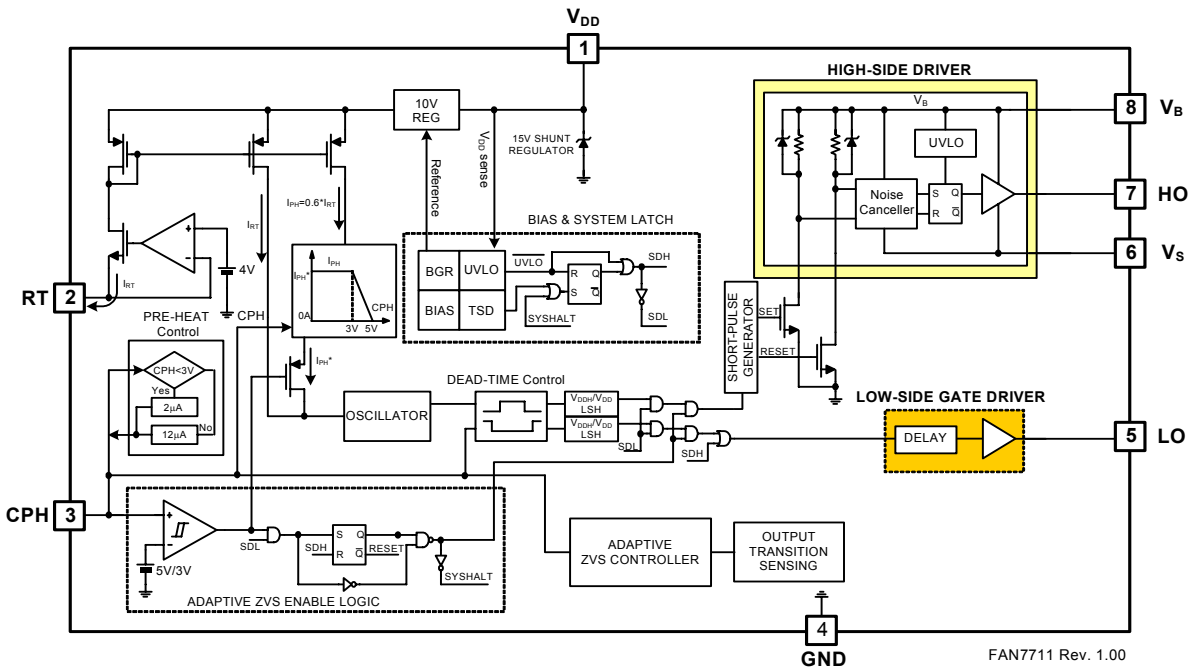 VDD
1
HIGH-SIDE DRIVER
VB
8 VB
10V
REG
VDD sense
15V SHUNT
REGULATOR
UVLO
Reference
IPH=0.6*IRT
IRT
Noise
Canceller
S Q
R Q
7 HO
BIAS & SYSTEM LATCH
4V
IRT
RT 2
IPH
IPH*
0A
3V 5V
CPH
BGR UVLO
BIAS TSD
UVLO
R Q
S Q
SYSHALT
SDH
SDL
6 VS
PRE-HEAT
Control
CPH
CPH<3V
Yes
2μA
No
12μA
IPH*
SHORT-PULSE
GENERATOR
SET
RESET
OSCILLATOR
DEAD-TIME Control
VDDH/VDD
LSH
VDDH/VDD
LSH
SDL
SDH
LOW-SIDE GATE DRIVER
DELAY
5 LO
CPH 3
+
-
5V/3V
SDL
SDH
S Q
R Q
RESET
SYSHALT
ADAPTIVE ZVS ENABLE LOGIC
ADAPTIVE
ZVS CONTROLLER
OUTPUT
TRANSITION
SENSING
4
GND
FAN7711 Rev. 1.00